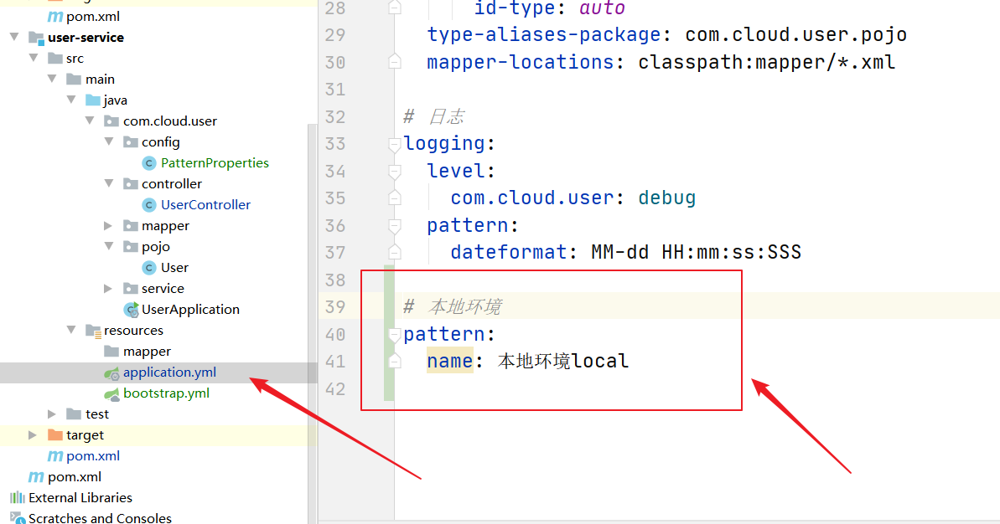 pom.xml
user-service
src
main
java
com.cloud.user
config
PatternProperties
controller
UserController
mapper
pojo
User
service
UserApplication
resources
mapper
application.yml
bootstrap.yml
test
target
pom.xml
pom.xml
External Libraries
Scratches and Consoles
28 id-type: auto
29 type-aliases-package: com.cloud.user.pojo
30 mapper-locations: classpath:mapper/*.xml
31
32 # 日志
33 logging:
34 level:
35 com.cloud.user: debug
36 pattern:
37 dateformat: MM-dd HH:mm:ss:SSS
38
39 # 本地环境
40 pattern:
41 name: 本地环境local
42